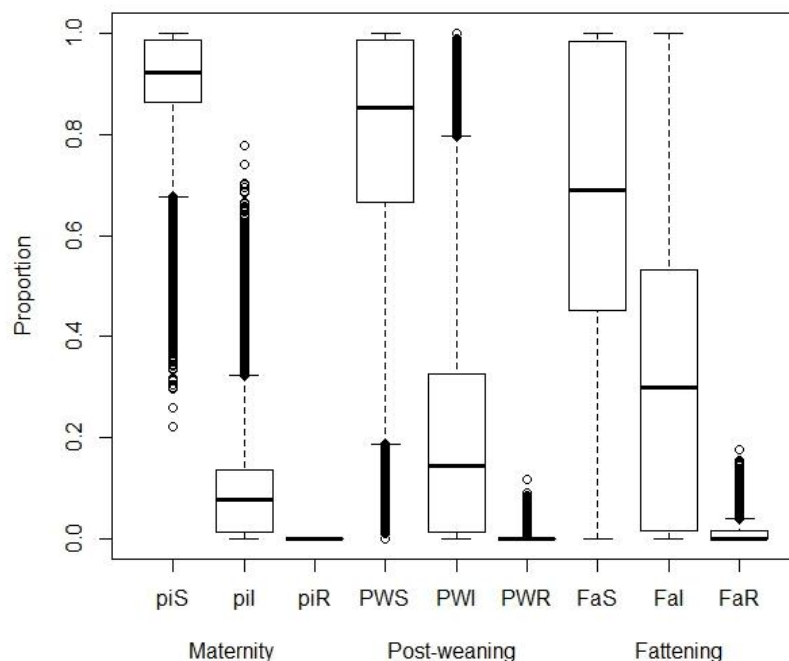 Proportion
1.0
0.8
0.6
0.4
0.2
0.0
piS piI piR PWS PWI PWR FaS FaI FaR
Maternity Post-weaning Fattening